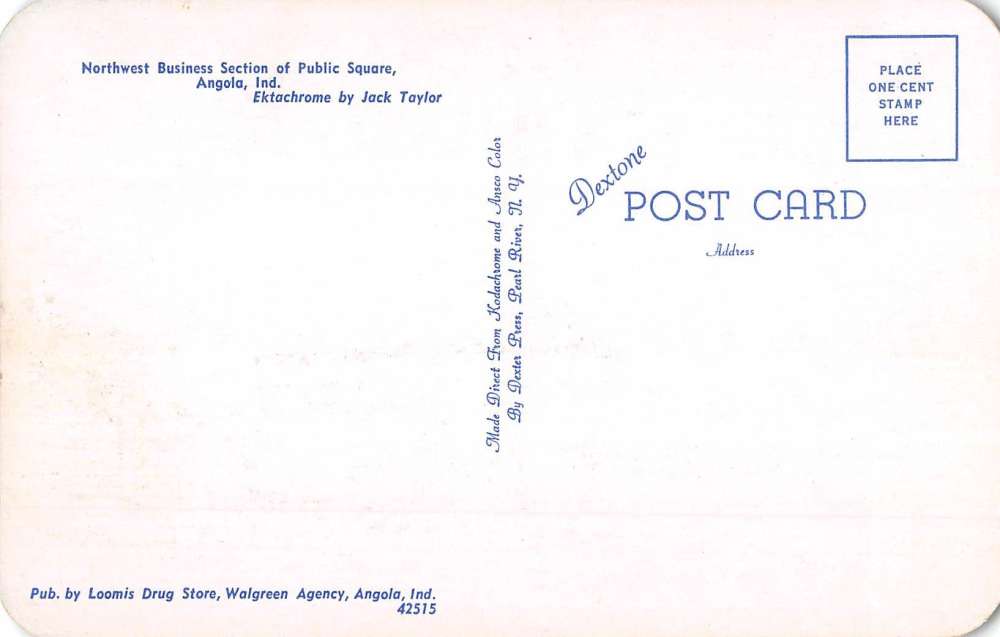 Northwest Business Section of Public Square,
Angola, Ind.
Ektachrome by Jack Taylor
Made Direct From Kodachrome and Ansco Color
By Dexter Press, Pearl River, N. Y.
PLACE
ONE CENT
STAMP
HERE
Dextone
POST CARD
Address
Pub. by Loomis Drug Store, Walgreen Agency, Angola, Ind.
42515